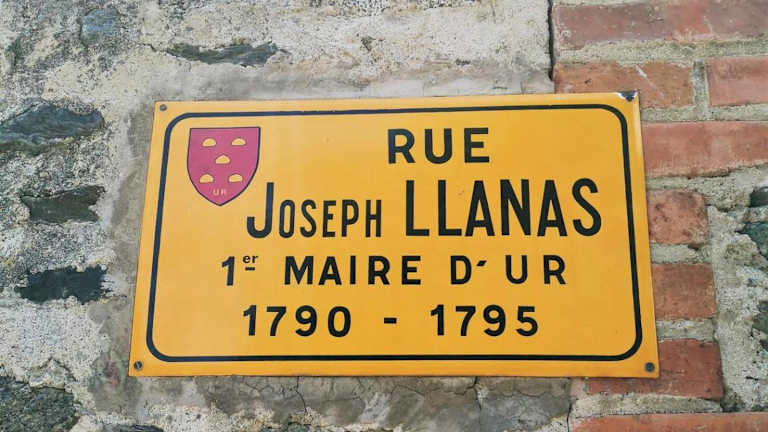 UR
RUE
JOSEPH LLANAS
1er MAIRE D'UR
1790 - 1795